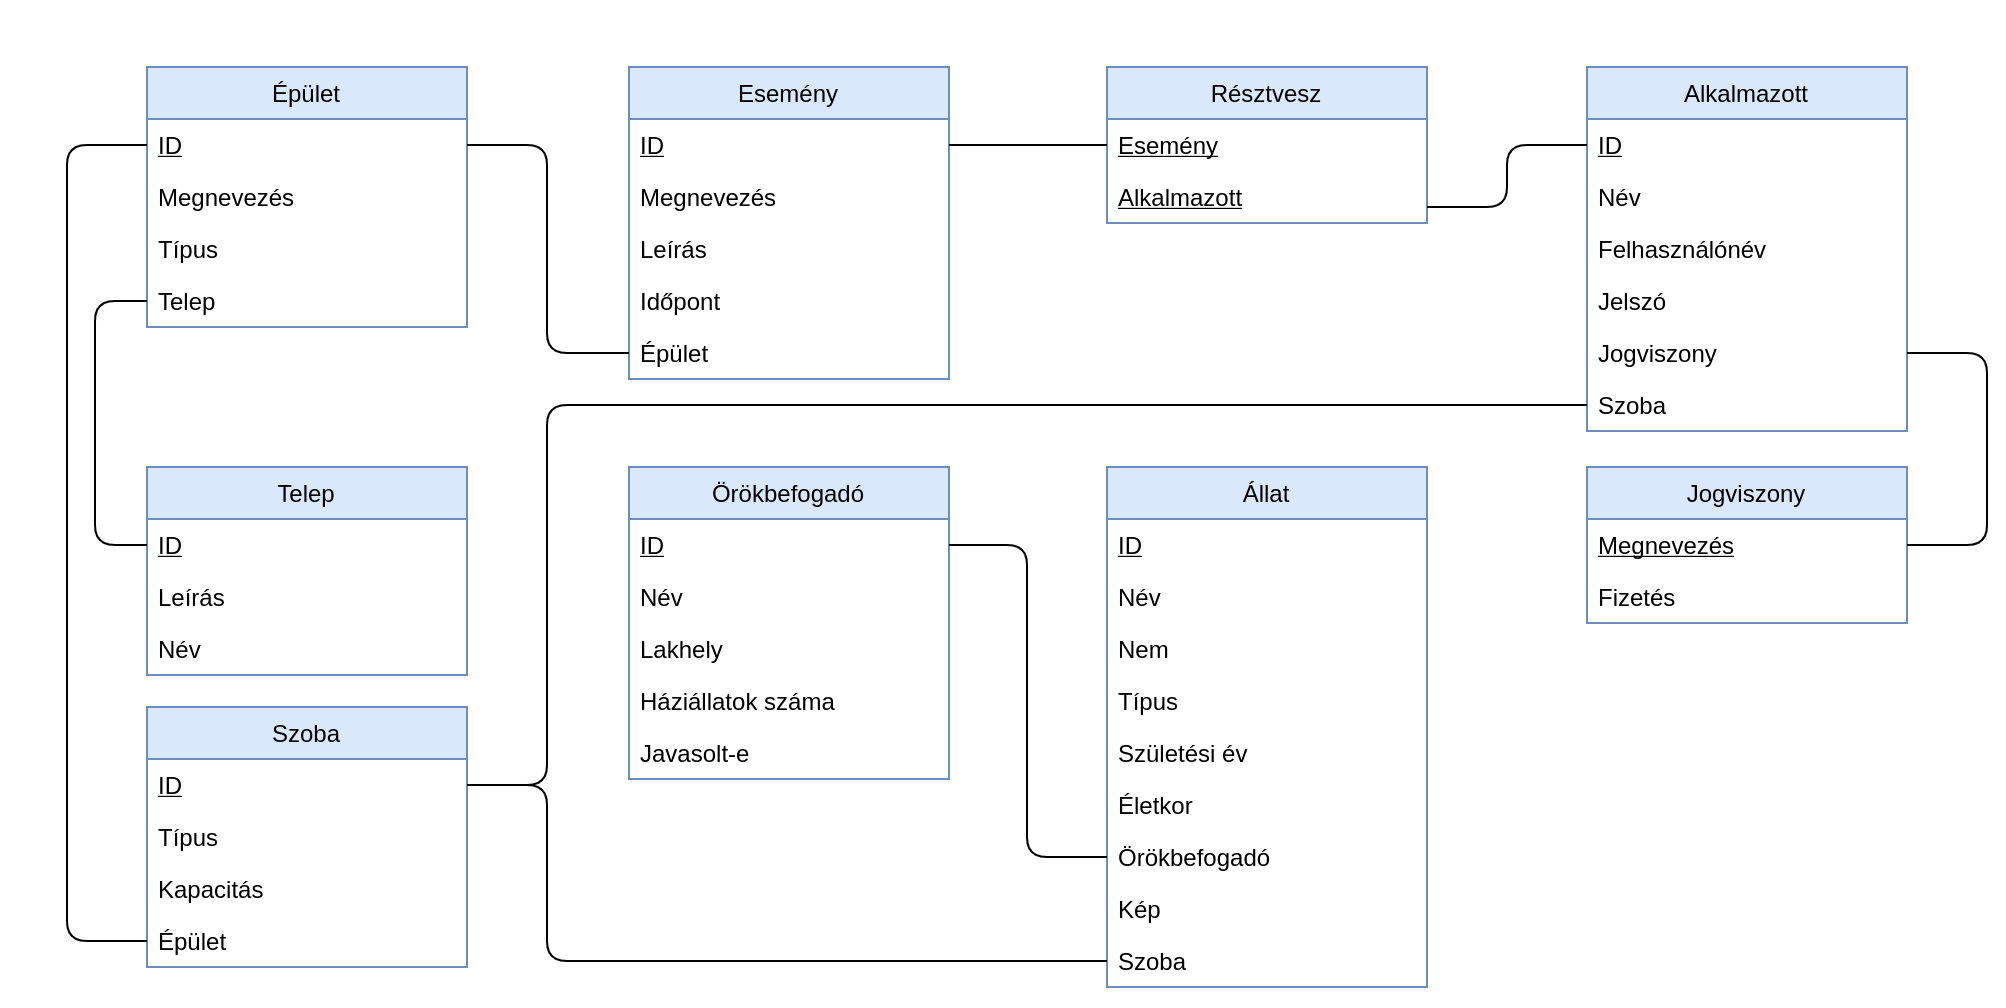 Épület
ID
Megnevezés
Típus
Telep
Esemény
ID
Megnevezés
Leírás
Időpont
Épület
Résztvesz
Esemény
Alkalmazott
Alkalmazott
ID
Név
Felhasználónév
Jelszó
Jogviszony
Szoba
Telep
ID
Leírás
Név
Örökbefogadó
ID
Név
Lakhely
Háziállatok száma
Javasolt-e
Állat
ID
Név
Nem
Típus
Születési év
Életkor
Örökbefogadó
Kép
Szoba
Jogviszony
Megnevezés
Fizetés
Szoba
ID
Típus
Kapacitás
Épület